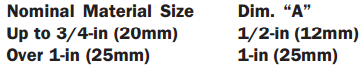 Nominal Material Size Dim. “A”
Up to 3/4-in (20mm) 1/2-in (12mm)
Over 1-in (25mm) 1-in (25mm)